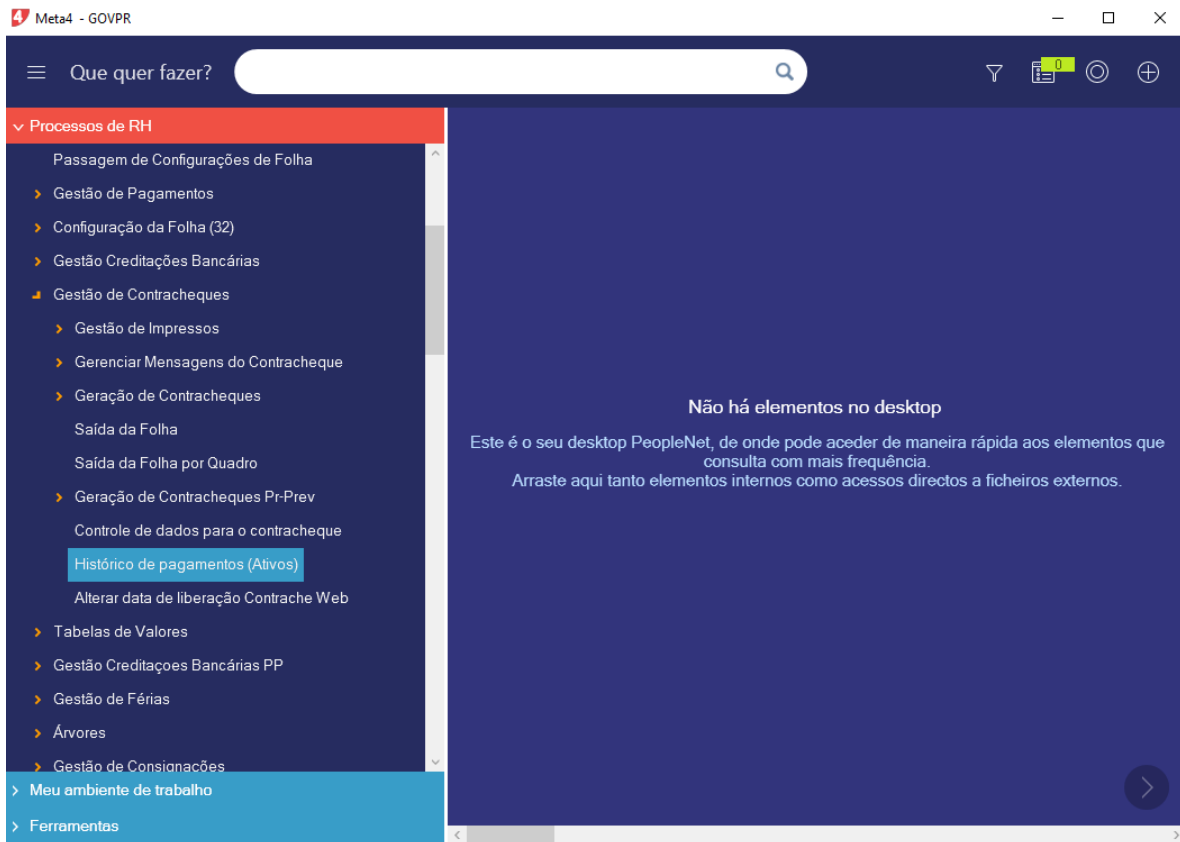 Meta4 - GOVPR
Que quer fazer?
0
Processos de RH
Passagem de Configurações de Folha
Gestão de Pagamentos
Configuração da Folha (32)
Gestão Creditações Bancárias
Gestão de Contracheques
Gestão de Impressos
Gerenciar Mensagens do Contracheque
Geração de Contracheques
Saída da Folha
Saída da Folha por Quadro
Geração de Contracheques Pr-Prev
Controle de dados para o contracheque
Histórico de pagamentos (Ativos)
Alterar data de liberação Contrache Web
Tabelas de Valores
Gestão Creditaçoes Bancárias PP
Gestão de Férias
Árvores
Gestão de Consignações
Meu ambiente de trabalho
Ferramentas
Não há elementos no desktop
Este é o seu desktop PeopleNet, de onde pode aceder de maneira rápida aos elementos que
consulta com mais frequência.
Arraste aqui tanto elementos internos como acessos directos a ficheiros externos.